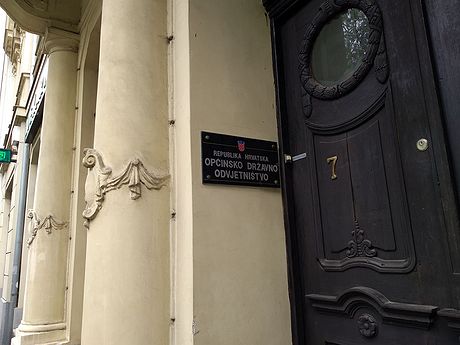 REPUBLIKA HRVATSKA
OPĆINSKO DRŽAVNO
ODVJETNIŠTVO
7